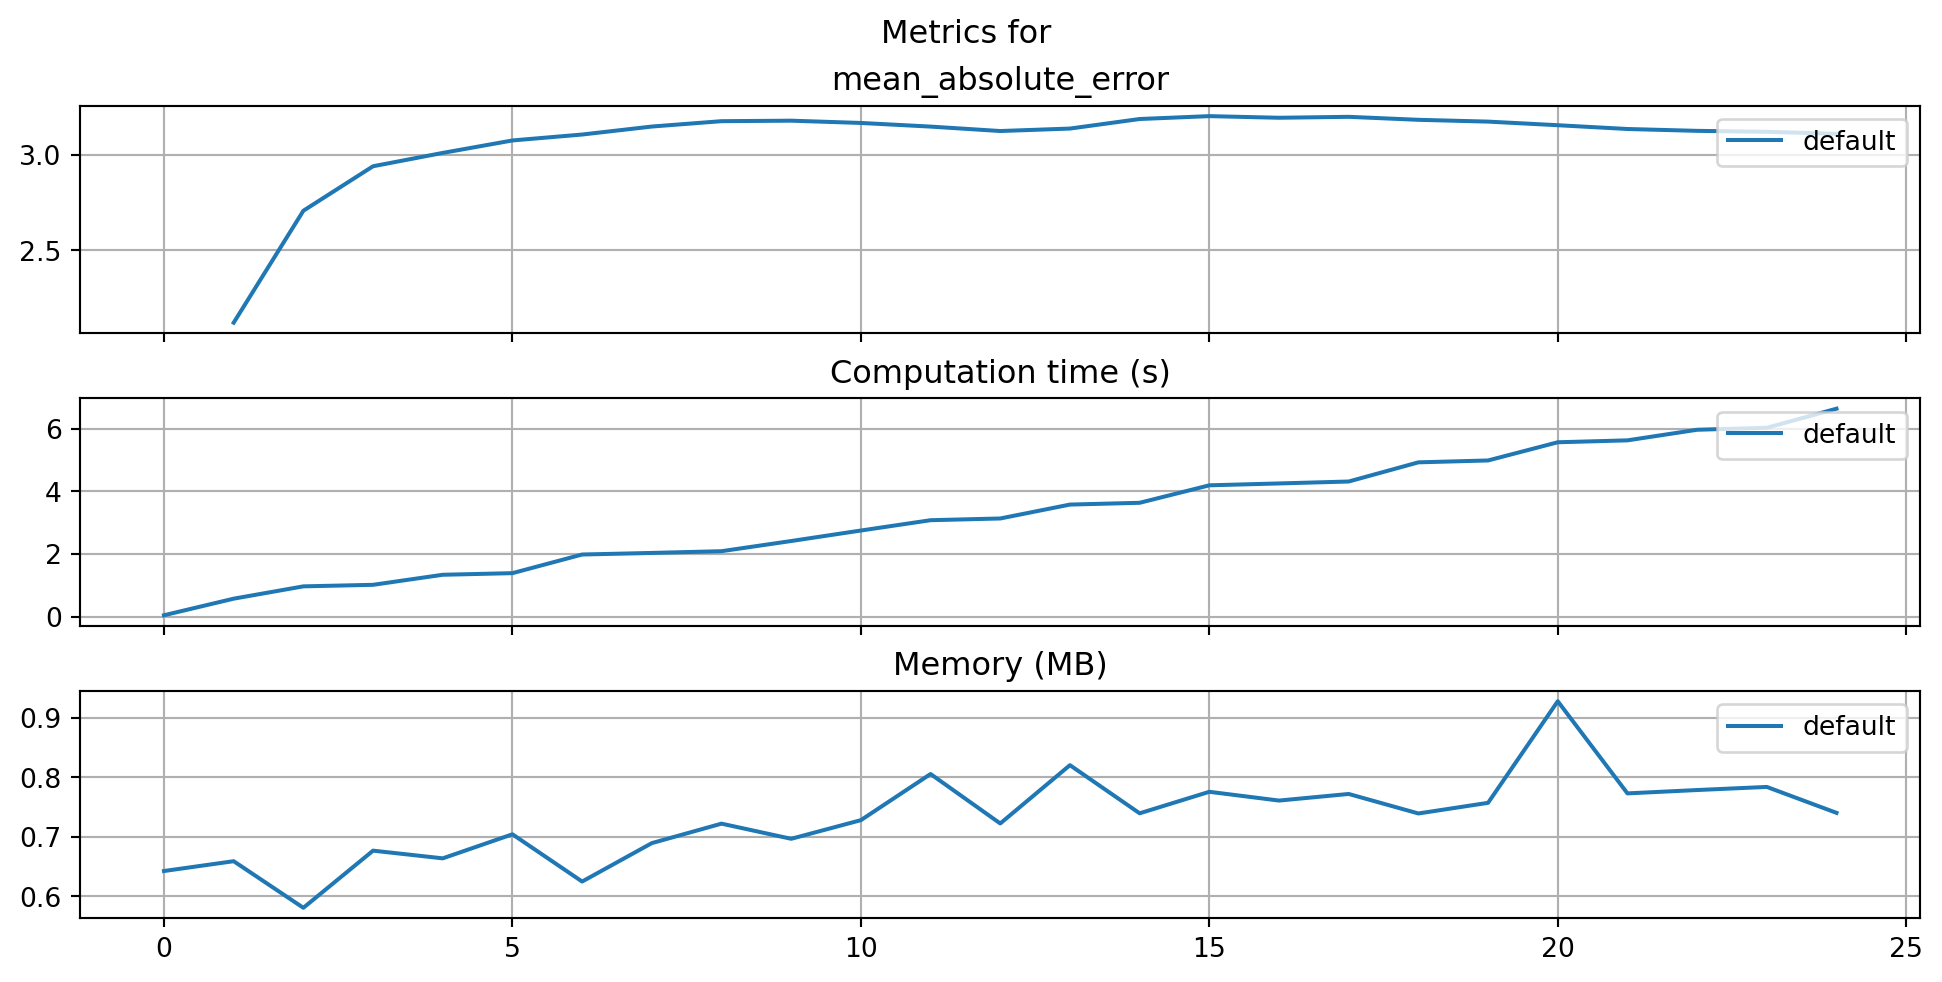 Metrics for
mean_absolute_error
3.0
2.5
default
Computation time (s)
6
4
2
0
default
Memory (MB)
0.9
0.8
0.7
0.6
default
0 5 10 15 20 25